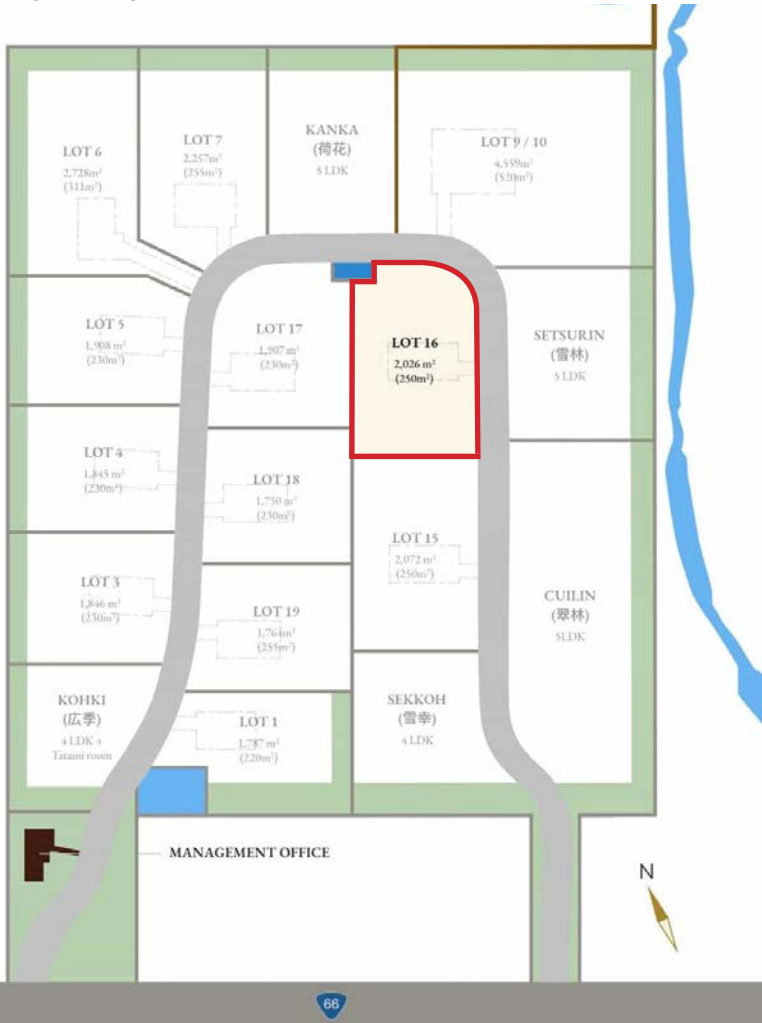 LOT 6
2,728m²
(311m²)
LOT 7
2,257m²
(255m²)
KANKA
(荷花)
5 LDK
LOT 9 / 10
4,559m²
(520m²)
LOT 5
1,908 m²
(230m²)
LOT 17
1,907 m²
(230m²)
LOT 16
2,026 m²
(250m²)
SETSURIN
(雪林)
5 LDK
LOT 4
1,845 m²
(230m²)
LOT 18
1,750 m²
(230m²)
LOT 15
2,072 m²
(250m²)
LOT 3
1,846 m²
(230m²)
LOT 19
1,764m²
(255m²)
CUILIN
(翠林)
5LDK
KOHKI
(広季)
4 LDK +
Tatami room
LOT 1
1,787 m²
(220m²)
SEKKOH
(雪幸)
4 LDK
MANAGEMENT OFFICE
N
66